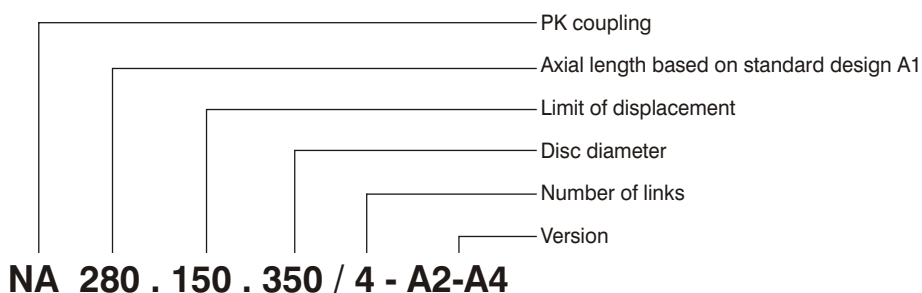 PK coupling
Axial length based on standard design A1
Limit of displacement
Disc diameter
Number of links
Version
NA 280 . 150 . 350 / 4 - A2-A4